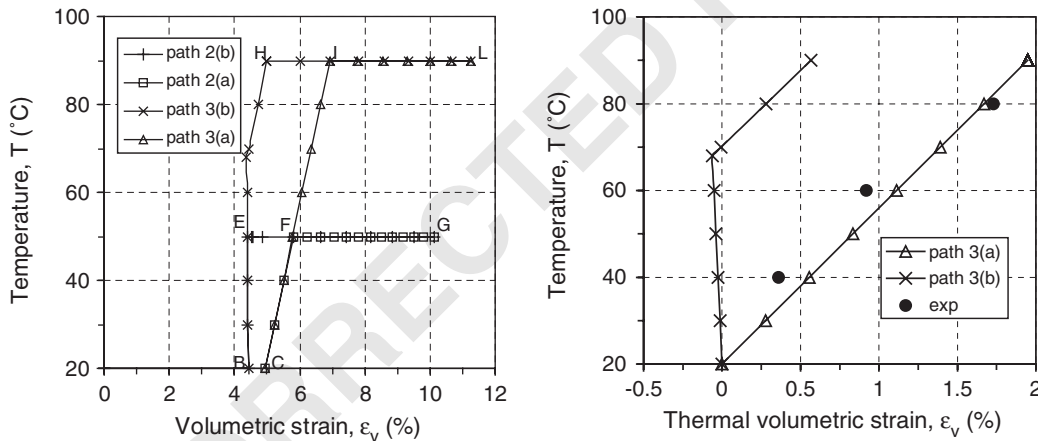 100
80
60
40
20
Temperature, T (˚C)
path 2(b)
path 2(a)
path 3(b)
path 3(a)
H
I
L
E
F
G
B
C
0
2
4
6
8
10
12
Volumetric strain, εv (%)
100
80
60
40
20
Temperature, T (˚C)
path 3(a)
path 3(b)
exp
-0.5
0
0.5
1
1.5
2
Thermal volumetric strain, εv (%)
RRECTED